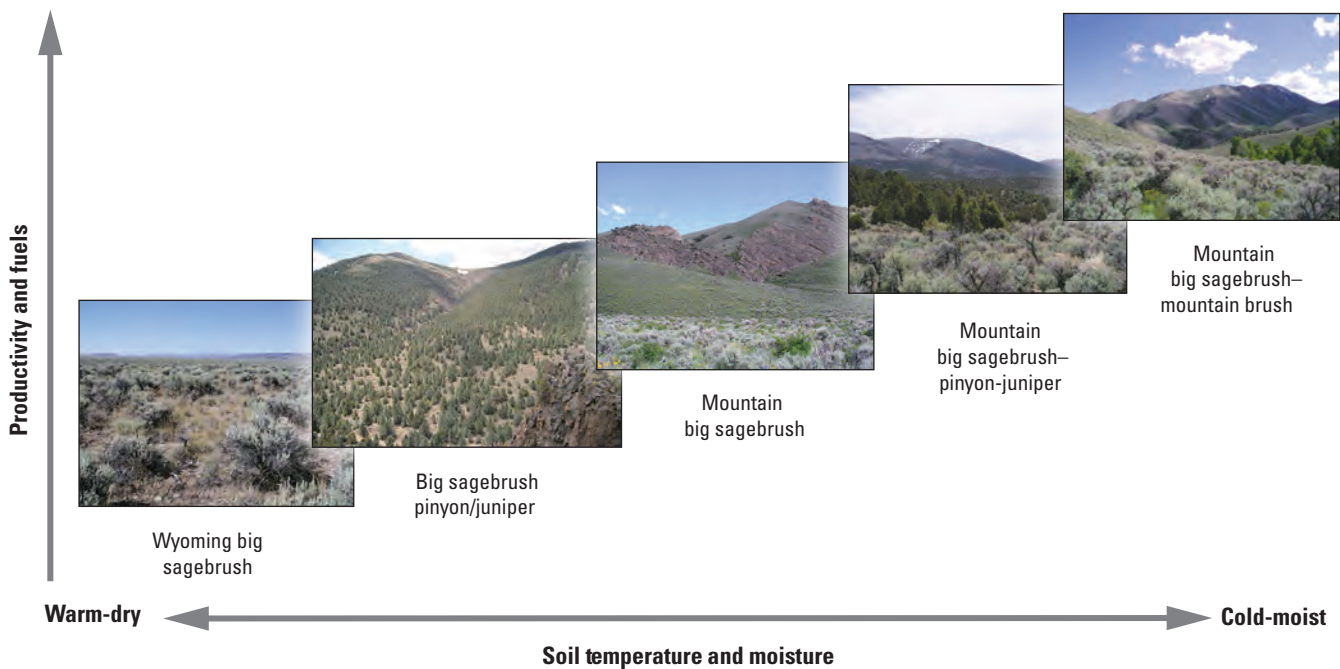 Productivity and fuels
Wyoming big
sagebrush
Big sagebrush
pinyon/juniper
Mountain
big sagebrush
Mountain
big sagebrush–
pinyon-juniper
Mountain
big sagebrush–
mountain brush
Warm-dry
Cold-moist
Soil temperature and moisture